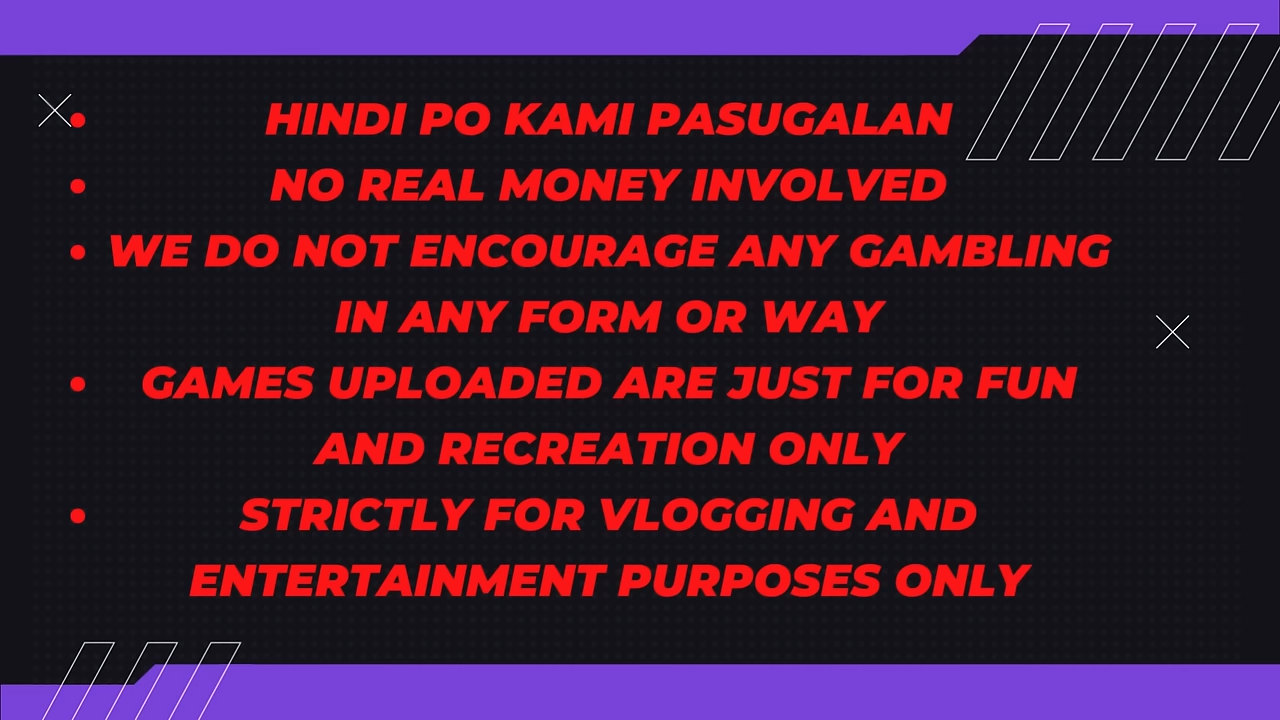 HINDI PO KAMI PASUGALAN
NO REAL MONEY INVOLVED
WE DO NOT ENCOURAGE ANY GAMBLING
IN ANY FORM OR WAY
GAMES UPLOADED ARE JUST FOR FUN
AND RECREATION ONLY
STRICTLY FOR VLOGGING AND
ENTERTAINMENT PURPOSES ONLY